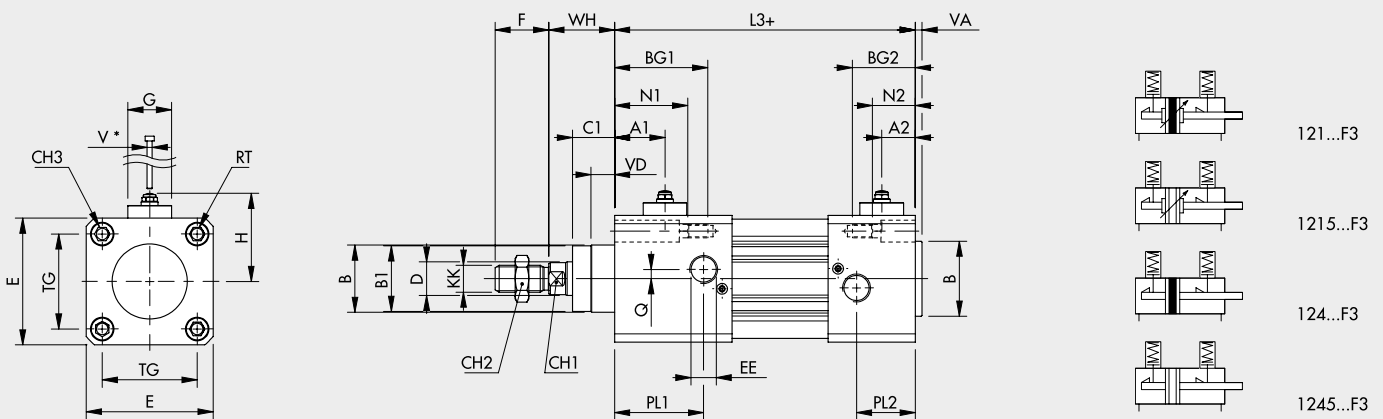 F WH L3+ VA
BG1 BG2
G N1 N2
V * C1 A1 A2
CH3 RT VD
H
E TG B B1 D KK Q B
CH2 CH1 EE
TG PL1 PL2
E
121...F3
1215...F3
124...F3
1245...F3